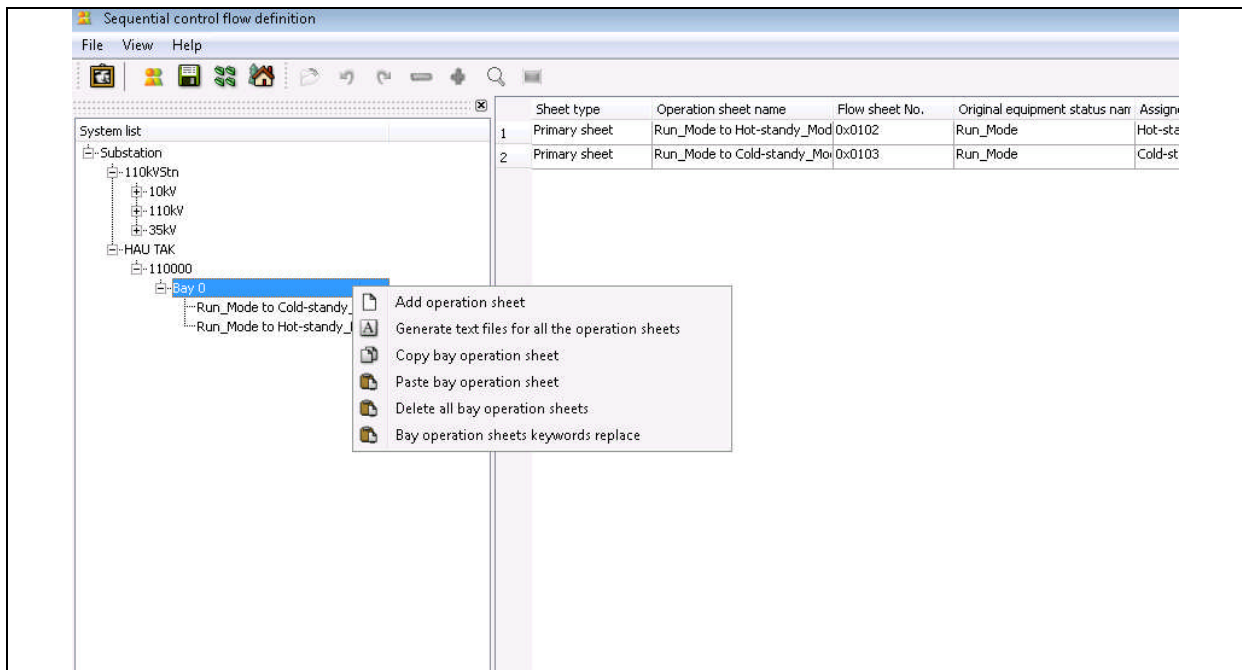 Sequential control flow definition
File View Help
Sheet type Operation sheet name Flow sheet No. Original equipment status nam Assigne
System list
1 Primary sheet Run_Mode to Hot-standy_Mod 0x0102 Run_Mode Hot-sta
2 Primary sheet Run_Mode to Cold-standy_Mo 0x0103 Run_Mode Cold-st
Substation
110kVStn
10kV
110kV
35kV
HAU TAK
110000
Bay 0
Run_Mode to Cold-standy_
Run_Mode to Hot-standy_
Add operation sheet
A Generate text files for all the operation sheets
Copy bay operation sheet
Paste bay operation sheet
Delete all bay operation sheets
Bay operation sheets keywords replace